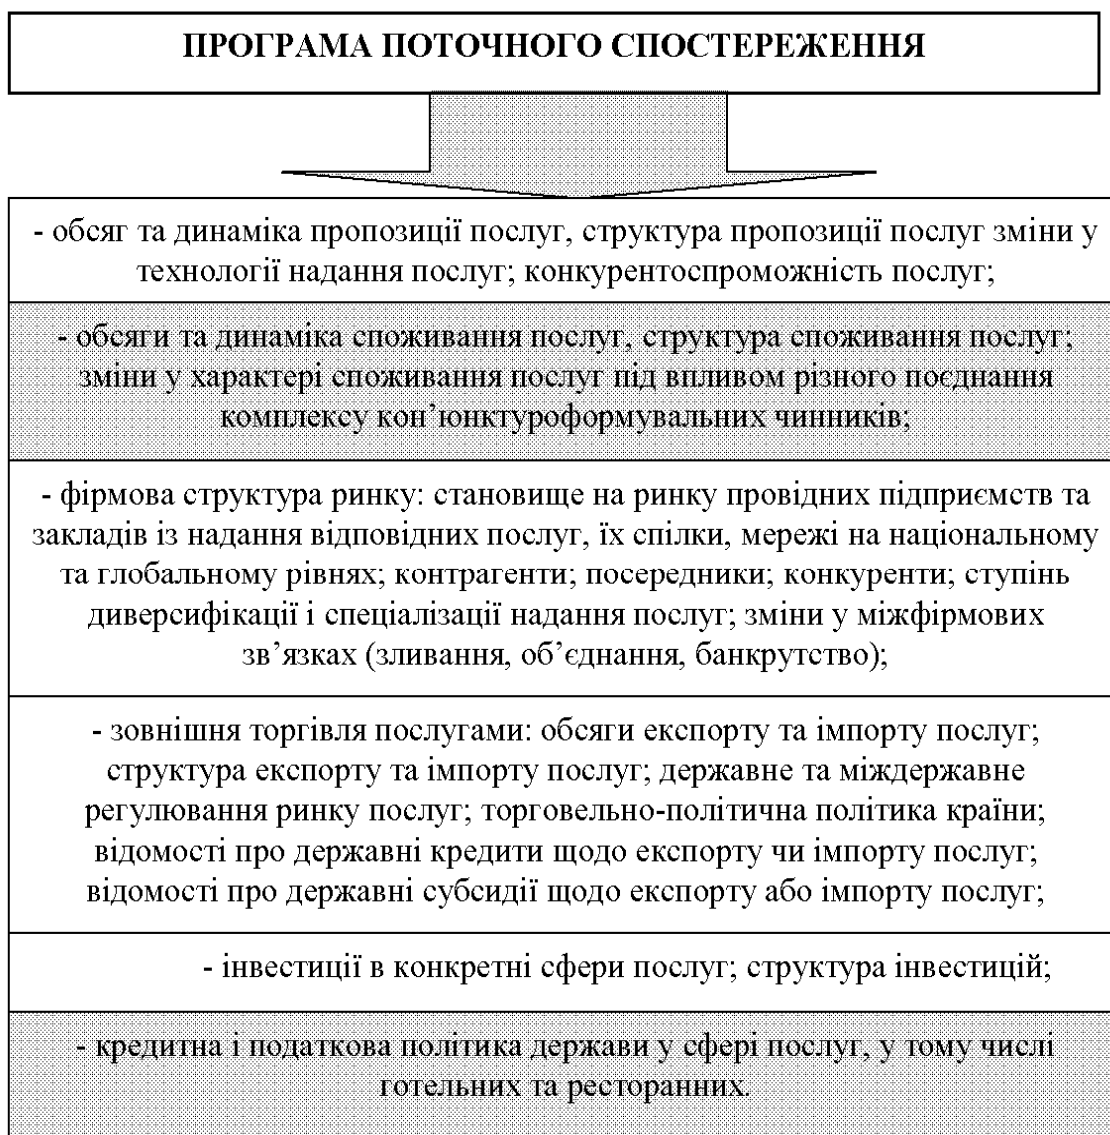 ПРОГРАМА ПОТОЧНОГО СПОСТЕРЕЖЕННЯ
- обсяг та динаміка пропозиції послуг, структура пропозиції послуг зміни у
технології надання послуг; конкурентоспроможність послуг;
- обсяги та динаміка споживання послуг, структура споживання послуг;
зміни у характері споживання послуг під впливом різного поєднання
комплексу кон’юнктуроформувальних чинників;
- фірмова структура ринку: становище на ринку провідних підприємств та
закладів із надання відповідних послуг, їх спілки, мережі на національному
та глобальному рівнях; контрагенти; посередники; конкуренти; ступінь
диверсифікації і спеціалізації надання послуг; зміни у міжфірмових
зв’язках (зливання, об’єднання, банкрутство);
- зовнішня торгівля послугами: обсяги експорту та імпорту послуг;
структура експорту та імпорту послуг; державне та міждержавне
регулювання ринку послуг; торговельно-політична політика країни;
відомості про державні кредити щодо експорту чи імпорту послуг;
відомості про державні субсидії щодо експорту або імпорту послуг;
- інвестиції в конкретні сфери послуг; структура інвестицій;
- кредитна і податкова політика держави у сфері послуг, у тому числі
готельних та ресторанних.